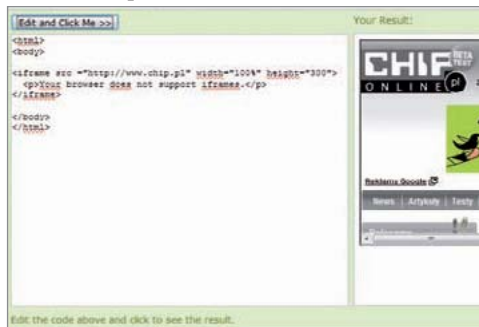 Edit and Click Me >>
<html>
<body>
<iframe src ="http://www.chip.pl" width="100%" height="300">
<p>Your browser does not support iframes.</p>
</iframe>
</body>
</html>
Edit the code above and click to see the result.
Your Result:
CHIP
BETA
TEST
ONLINE pl
Reklamy Google
News Artykuły Testy